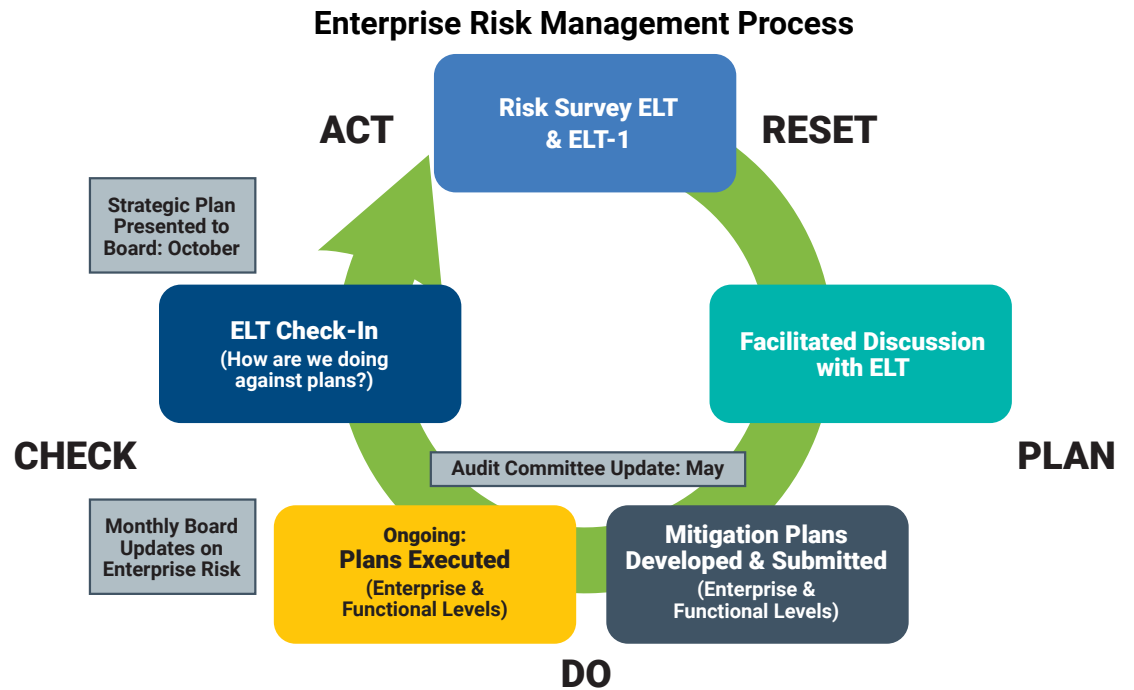 Enterprise Risk Management Process
ACT
Risk Survey ELT
& ELT-1
RESET
Strategic Plan
Presented to
Board: October
ELT Check-In
(How are we doing
against plans?)
Facilitated Discussion
with ELT
CHECK
Audit Committee Update: May
PLAN
Monthly Board
Updates on
Enterprise Risk
Ongoing:
Plans Executed
(Enterprise &
Functional Levels)
Mitigation Plans
Developed & Submitted
(Enterprise &
Functional Levels)
DO